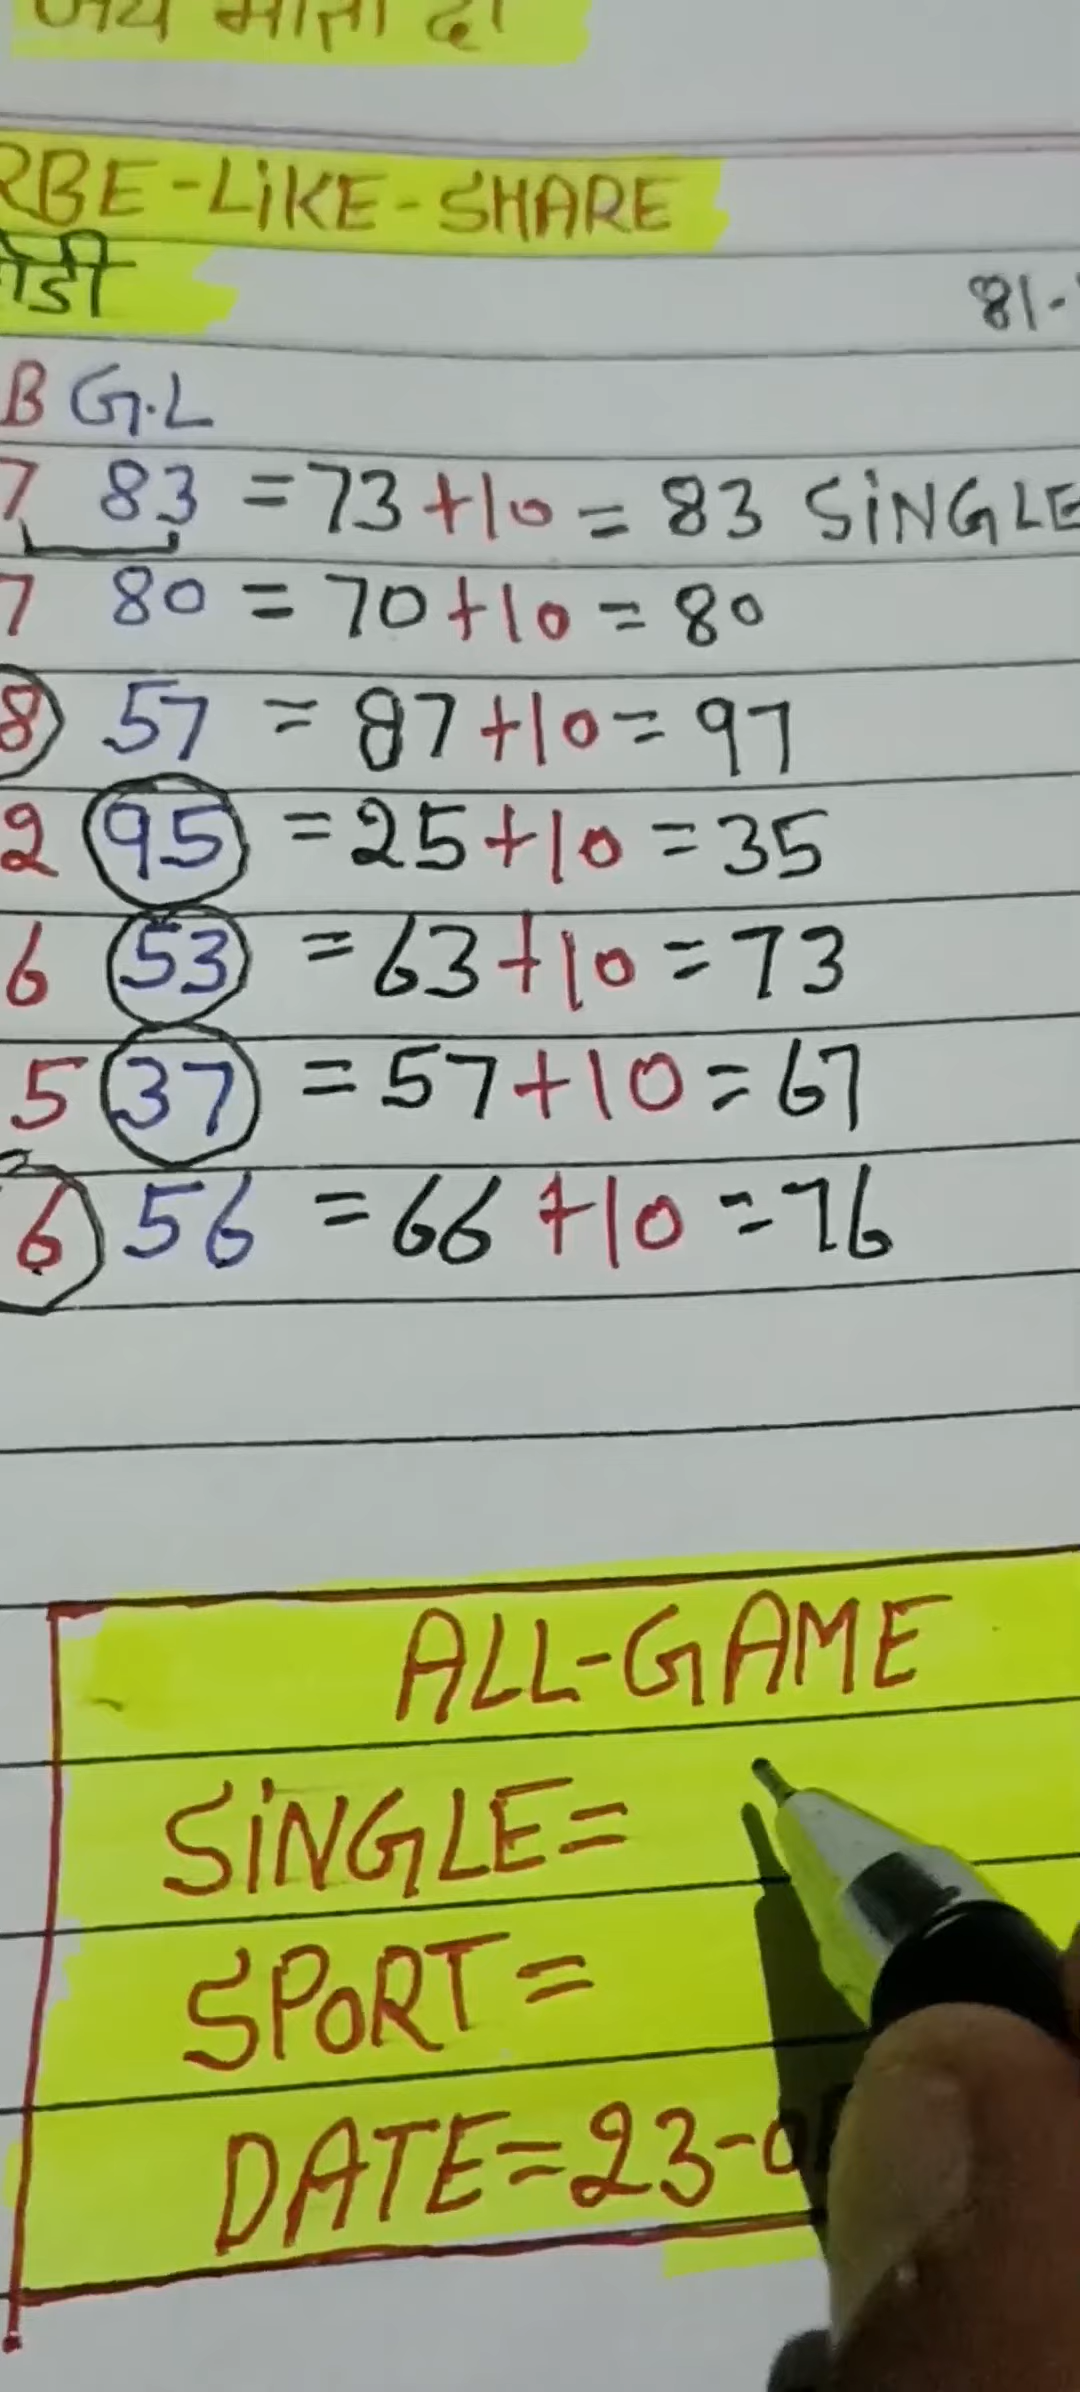 जय माता दी
RBE-LiKE-SHARE
81-
B G.L
7 83 = 73+10 = 83 SiNGLE
7 80 = 70+10 = 80
8 57 = 87+10 = 97
2 95 = 25+10 = 35
6 53 = 63+10 = 73
5 37 = 57+10 = 67
6 56 = 66+10 = 76
ALL-GAME
SiNGLE=
SPORT=
DATE=23-0